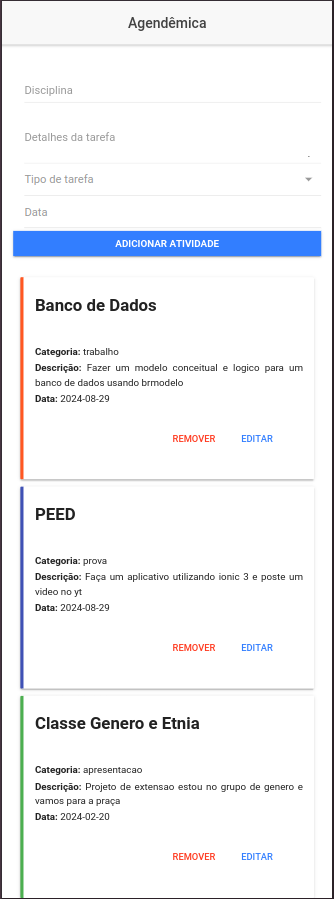 Agendêmica
Disciplina
Detalhes da tarefa
Tipo de tarefa
Data
ADICIONAR ATIVIDADE
Banco de Dados
Categoria: trabalho
Descrição: Fazer um modelo conceitual e logico para um
banco de dados usando brmodelo
Data: 2024-08-29
REMOVER EDITAR
PEED
Categoria: prova
Descrição: Faça um aplicativo utilizando ionic 3 e poste um
video no yt
Data: 2024-08-29
REMOVER EDITAR
Classe Genero e Etnia
Categoria: apresentacao
Descrição: Projeto de extensao estou no grupo de genero e
vamos para a praça
Data: 2024-02-20
REMOVER EDITAR